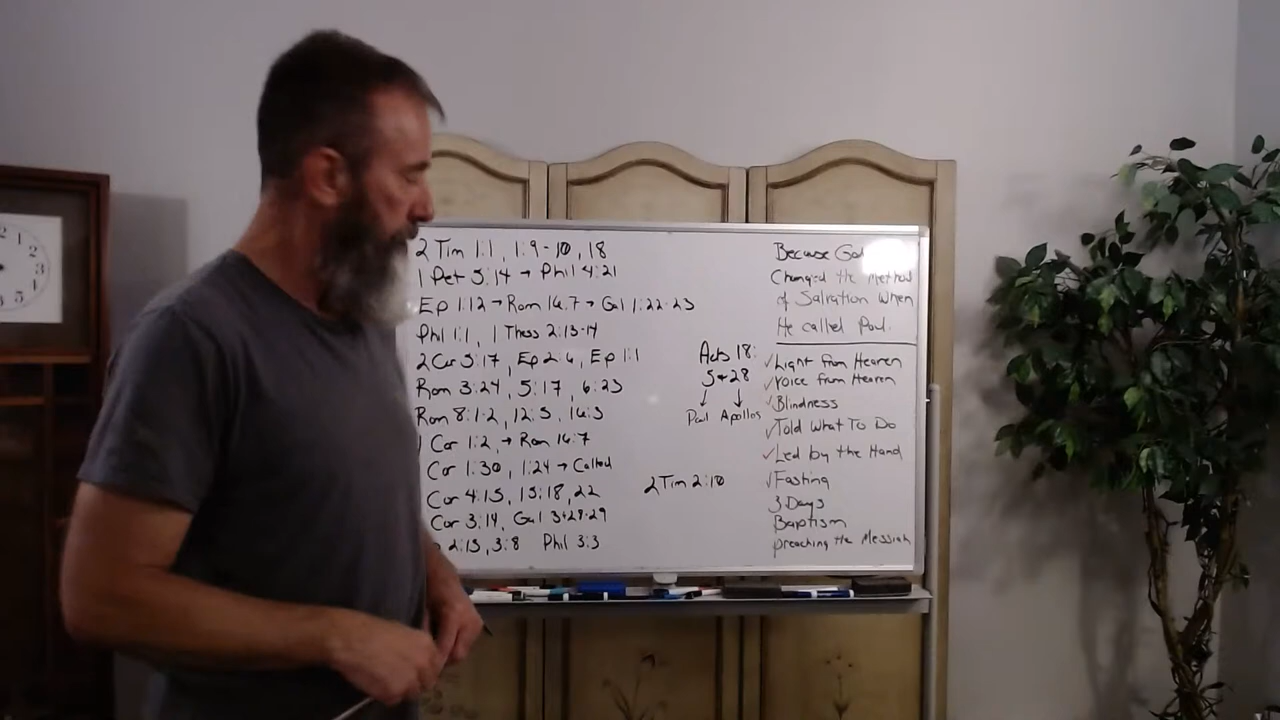 2 Tim 1:1, 1:9-10, 18
1 Pet 5:14 → Phil 4:21
Ep 1:12 → Rom 16:7 → Gal 1:22-23
Phil 1:1, 1 Thess 2:13-14
2 Cor 5:17, Ep 2:6, Ep 1:1
Rom 3:24, 5:17, 6:23
Rom 8:1-2, 12:5, 16:3
1 Cor 1:2, → Rom 16:7
Cor 1:30, 1:24 → Called
Cor 4:15, 15:18, 22
Cor 3:14, Gal 3+28-29
2:13, 3:8 Phil 3:3
Acts 18:
5+28
Paul Apollos
2 Tim 2:10
Because God
Changed the Method
of Salvation When
He called Paul.
✓Light from Heaven
✓Voice from Heaven
✓Blindness
✓Told What To Do
✓Led by the Hand
✓Fasting
3 Days
Baptism
preaching the Messiah
12
1
2
3
4
5